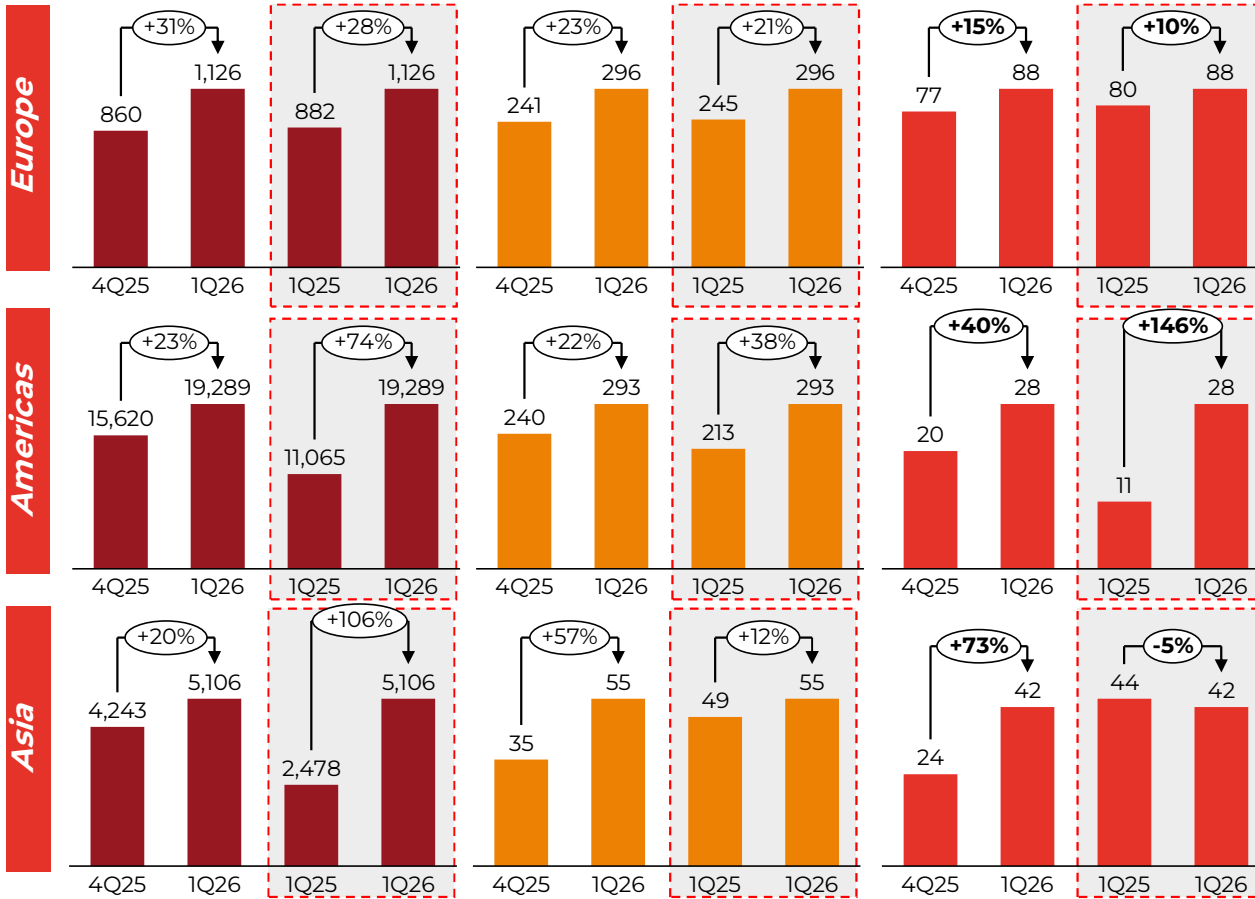 Europe
+31% +28% +23% +21% +15% +10%
860 1,126 882 1,126 241 296 245 296 77 88 80 88
4Q25 1Q26 1Q25 1Q26 4Q25 1Q26 1Q25 1Q26 4Q25 1Q26 1Q25 1Q26
Americas
+23% +74% +22% +38% +40% +146%
15,620 19,289 11,065 19,289 240 293 213 293 20 28 11 28
4Q25 1Q26 1Q25 1Q26 4Q25 1Q26 1Q25 1Q26 4Q25 1Q26 1Q25 1Q26
Asia
+20% +106% +57% +12% +73% -5%
4,243 5,106 2,478 5,106 35 55 49 55 24 42 44 42
4Q25 1Q26 1Q25 1Q26 4Q25 1Q26 1Q25 1Q26 4Q25 1Q26 1Q25 1Q26